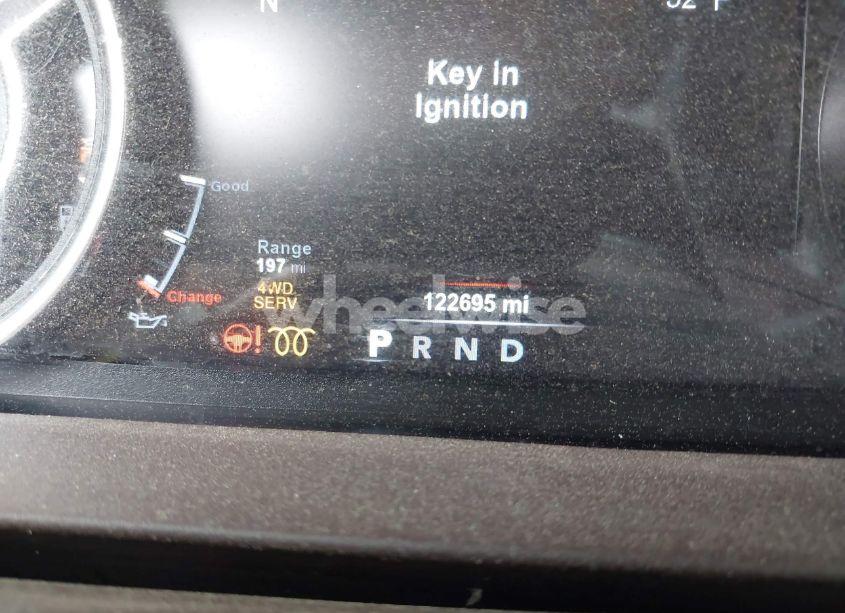 N
Key in
Ignition
Good
Range
197 mi
4WD
SERV
Change
122695 mi
wheelwise
P R N D